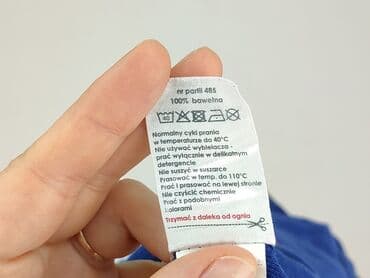 nr partii 485
100% bawełna
Normalny cykl prania
w temperaturze do 40°C
Nie używać wybielacza -
prać wyłącznie w delikatnym
detergencie
Nie suszyć w suszarce
Prasować w temp. do 110°C
Prać i prasować na lewej stronie
Nie czyścić chemicznie
Prać z podobnymi
kolorami
Trzymać z daleka od ognia